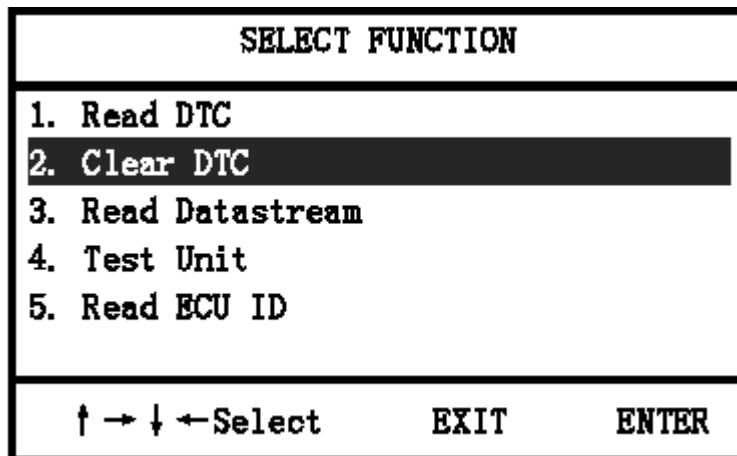 SELECT FUNCTION
1. Read DTC
2. Clear DTC
3. Read Datastream
4. Test Unit
5. Read ECU ID
↑→↓←Select EXIT ENTER